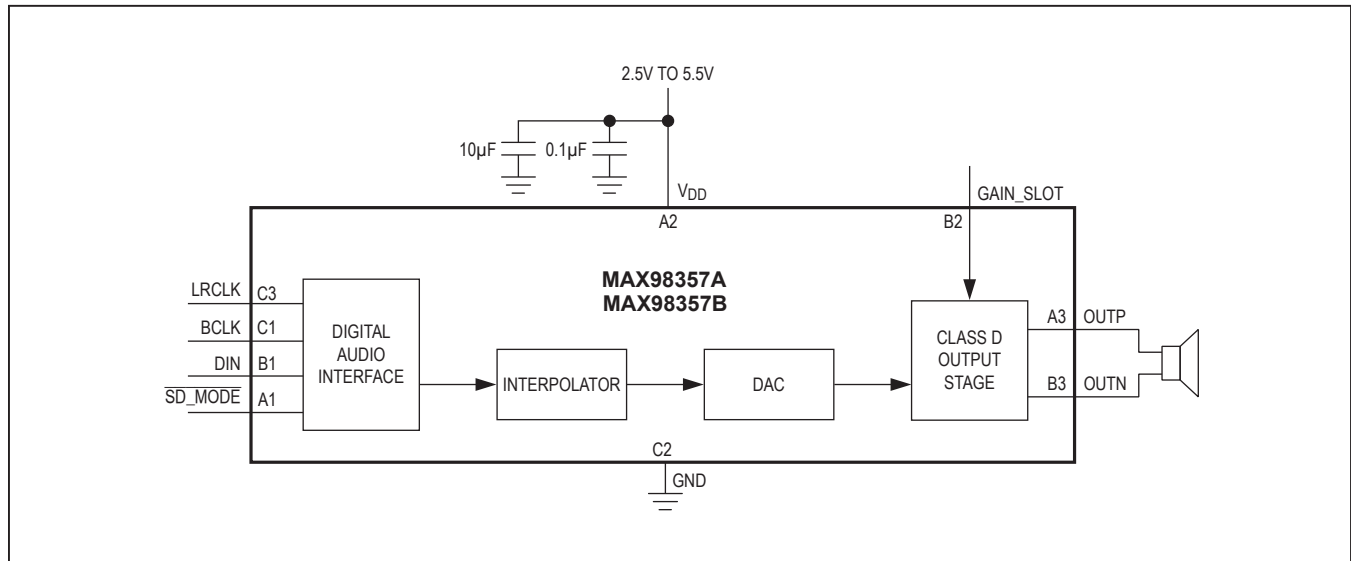 2.5V TO 5.5V
10µF
0.1µF
VDD
GAIN_SLOT
A2
B2
MAX98357A
MAX98357B
LRCLK
C3
BCLK
C1
DIN
B1
SD_MODE
A1
DIGITAL
AUDIO
INTERFACE
INTERPOLATOR
DAC
CLASS D
OUTPUT
STAGE
A3
OUTP
B3
OUTN
C2
GND